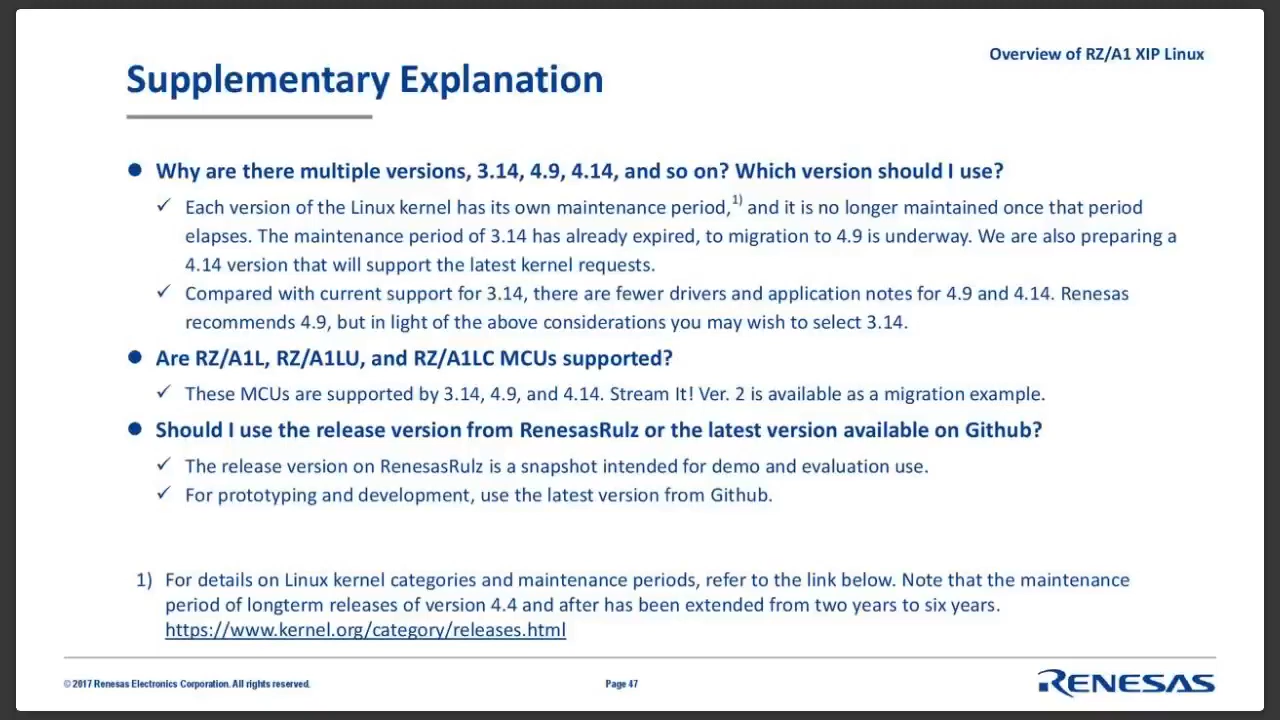 Overview of RZ/A1 XIP Linux
Supplementary Explanation
● Why are there multiple versions, 3.14, 4.9, 4.14, and so on? Which version should I use?
✓ Each version of the Linux kernel has its own maintenance period,1) and it is no longer maintained once that period
elapses. The maintenance period of 3.14 has already expired, to migration to 4.9 is underway. We are also preparing a
4.14 version that will support the latest kernel requests.
✓ Compared with current support for 3.14, there are fewer drivers and application notes for 4.9 and 4.14. Renesas
recommends 4.9, but in light of the above considerations you may wish to select 3.14.
● Are RZ/A1L, RZ/A1LU, and RZ/A1LC MCUs supported?
✓ These MCUs are supported by 3.14, 4.9, and 4.14. Stream It! Ver. 2 is available as a migration example.
● Should I use the release version from RenesasRulz or the latest version available on Github?
✓ The release version on RenesasRulz is a snapshot intended for demo and evaluation use.
✓ For prototyping and development, use the latest version from Github.
1) For details on Linux kernel categories and maintenance periods, refer to the link below. Note that the maintenance
period of longterm releases of version 4.4 and after has been extended from two years to six years.
https://www.kernel.org/category/releases.html
© 2017 Renesas Electronics Corporation. All rights reserved.
Page 47
RENESAS